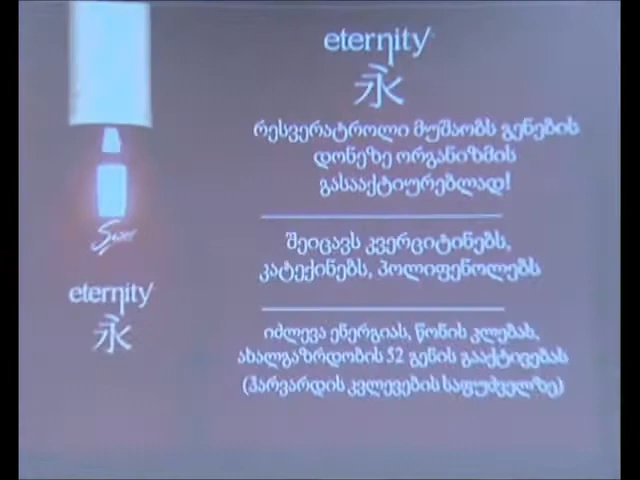 eternity
永
რესვერატროლი მუშაობს გენების
დონეზე ორგანიზმის
გასააქტიურებლად!
შეიცავს კვერციტინებს,
კატექინებს, პოლიფენოლებს
იძლევა ენერგიას, წონის კლებას,
ახალგაზრდობის 52 გენის გააქტივებას
(ჰარვარდის კვლევების საფუძველზე)
eternity
永